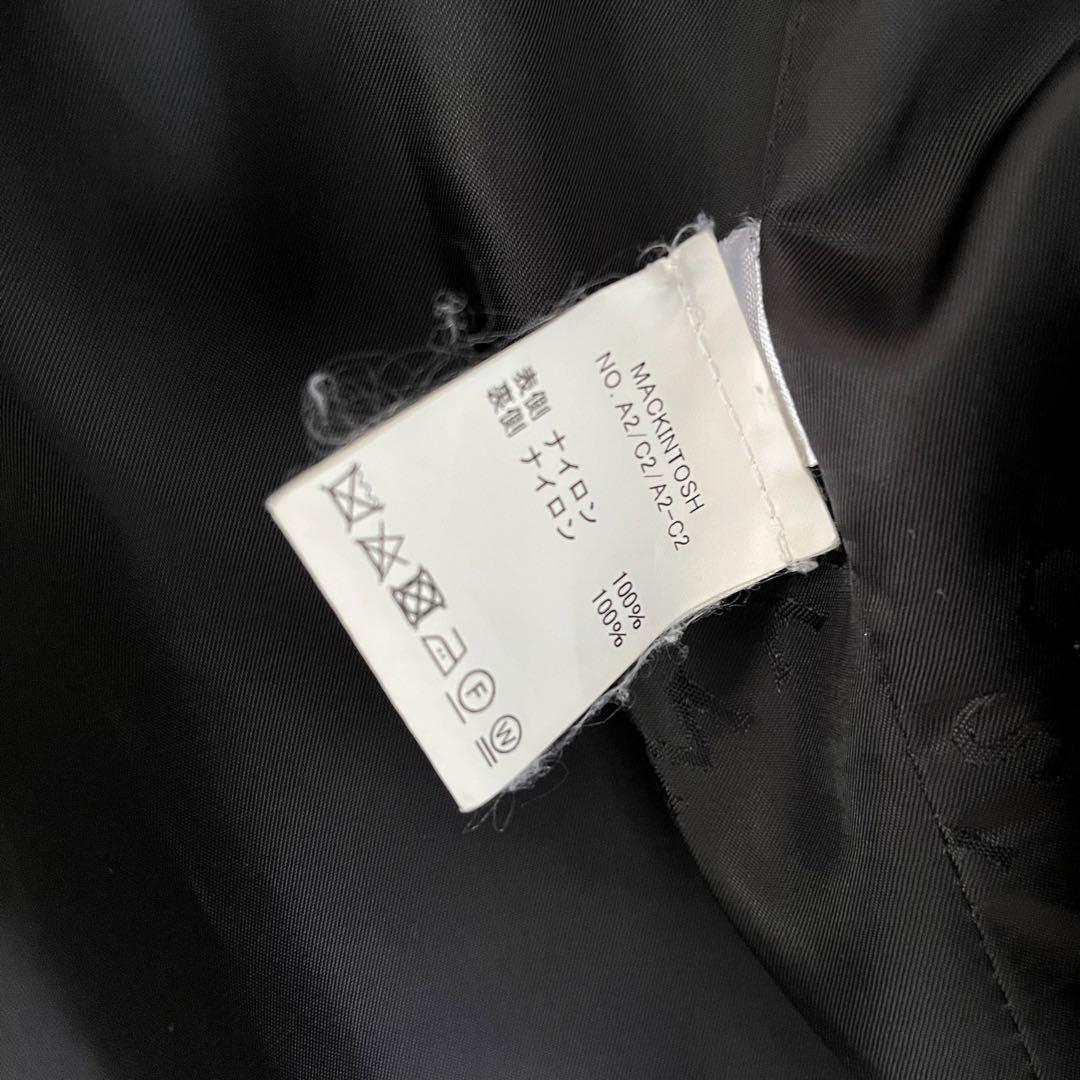 MACKINTOSH
NO.A2/C2/A2-C2
表側 ナイロン 100%
裏側 ナイロン 100%
F
W